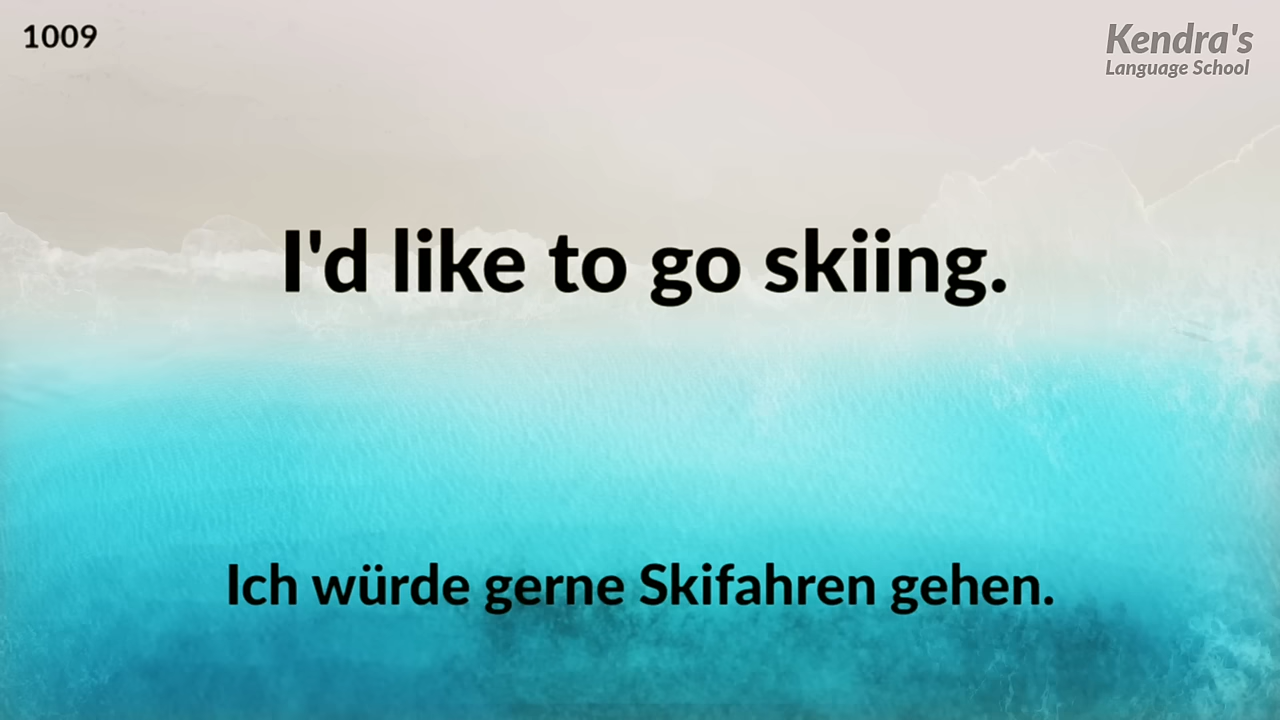 1009
Kendra's
Language School
I'd like to go skiing.
Ich würde gerne Skifahren gehen.